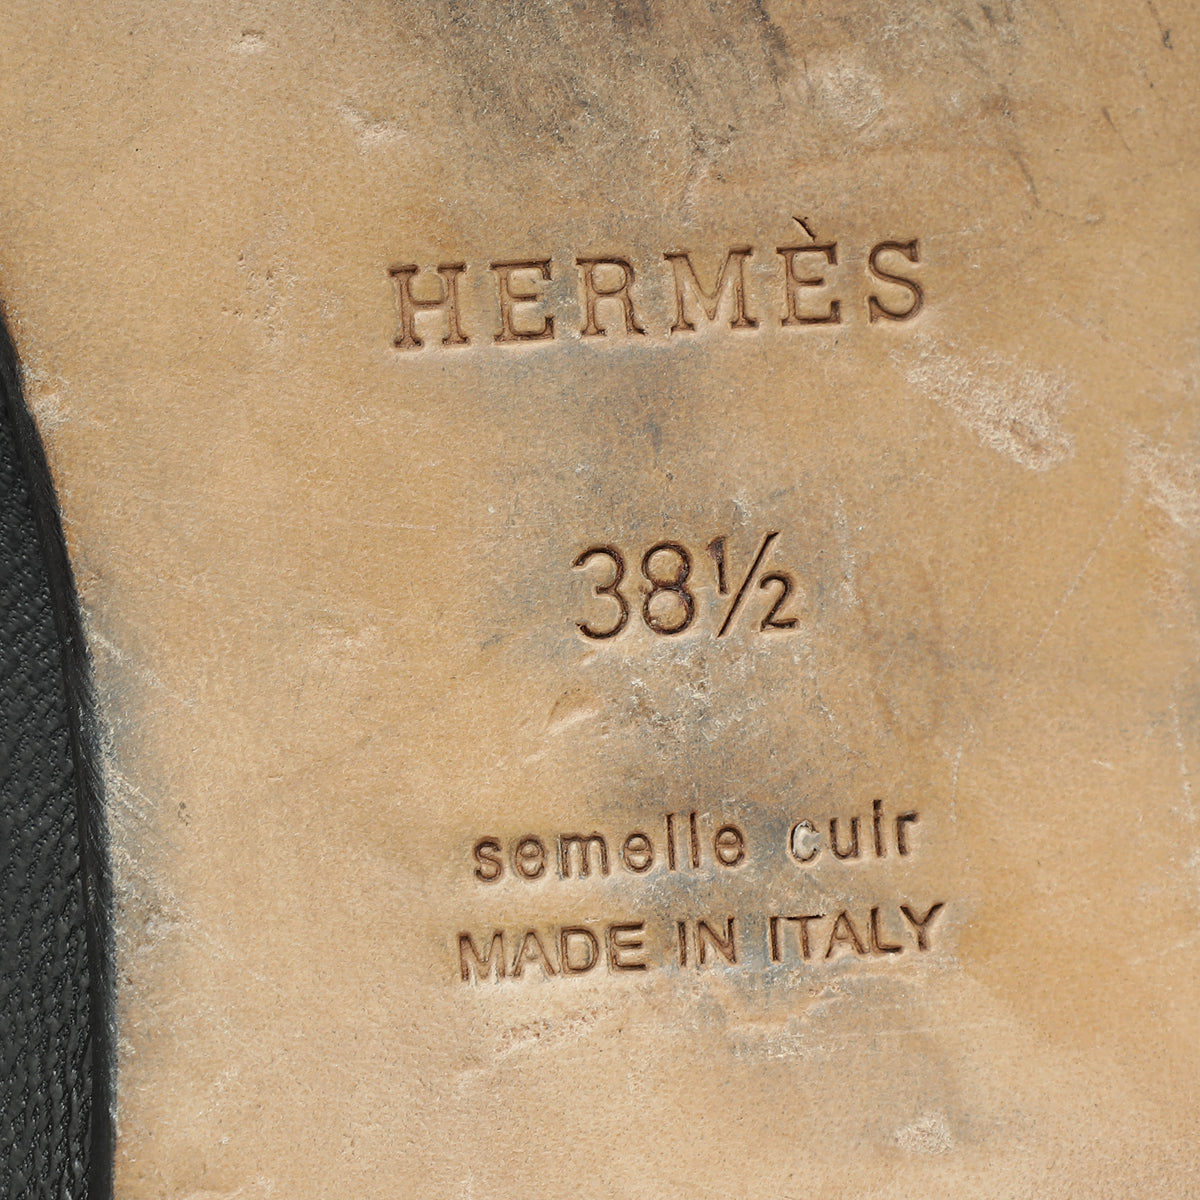 HERMÈS
38½
semelle cuir
MADE IN ITALY